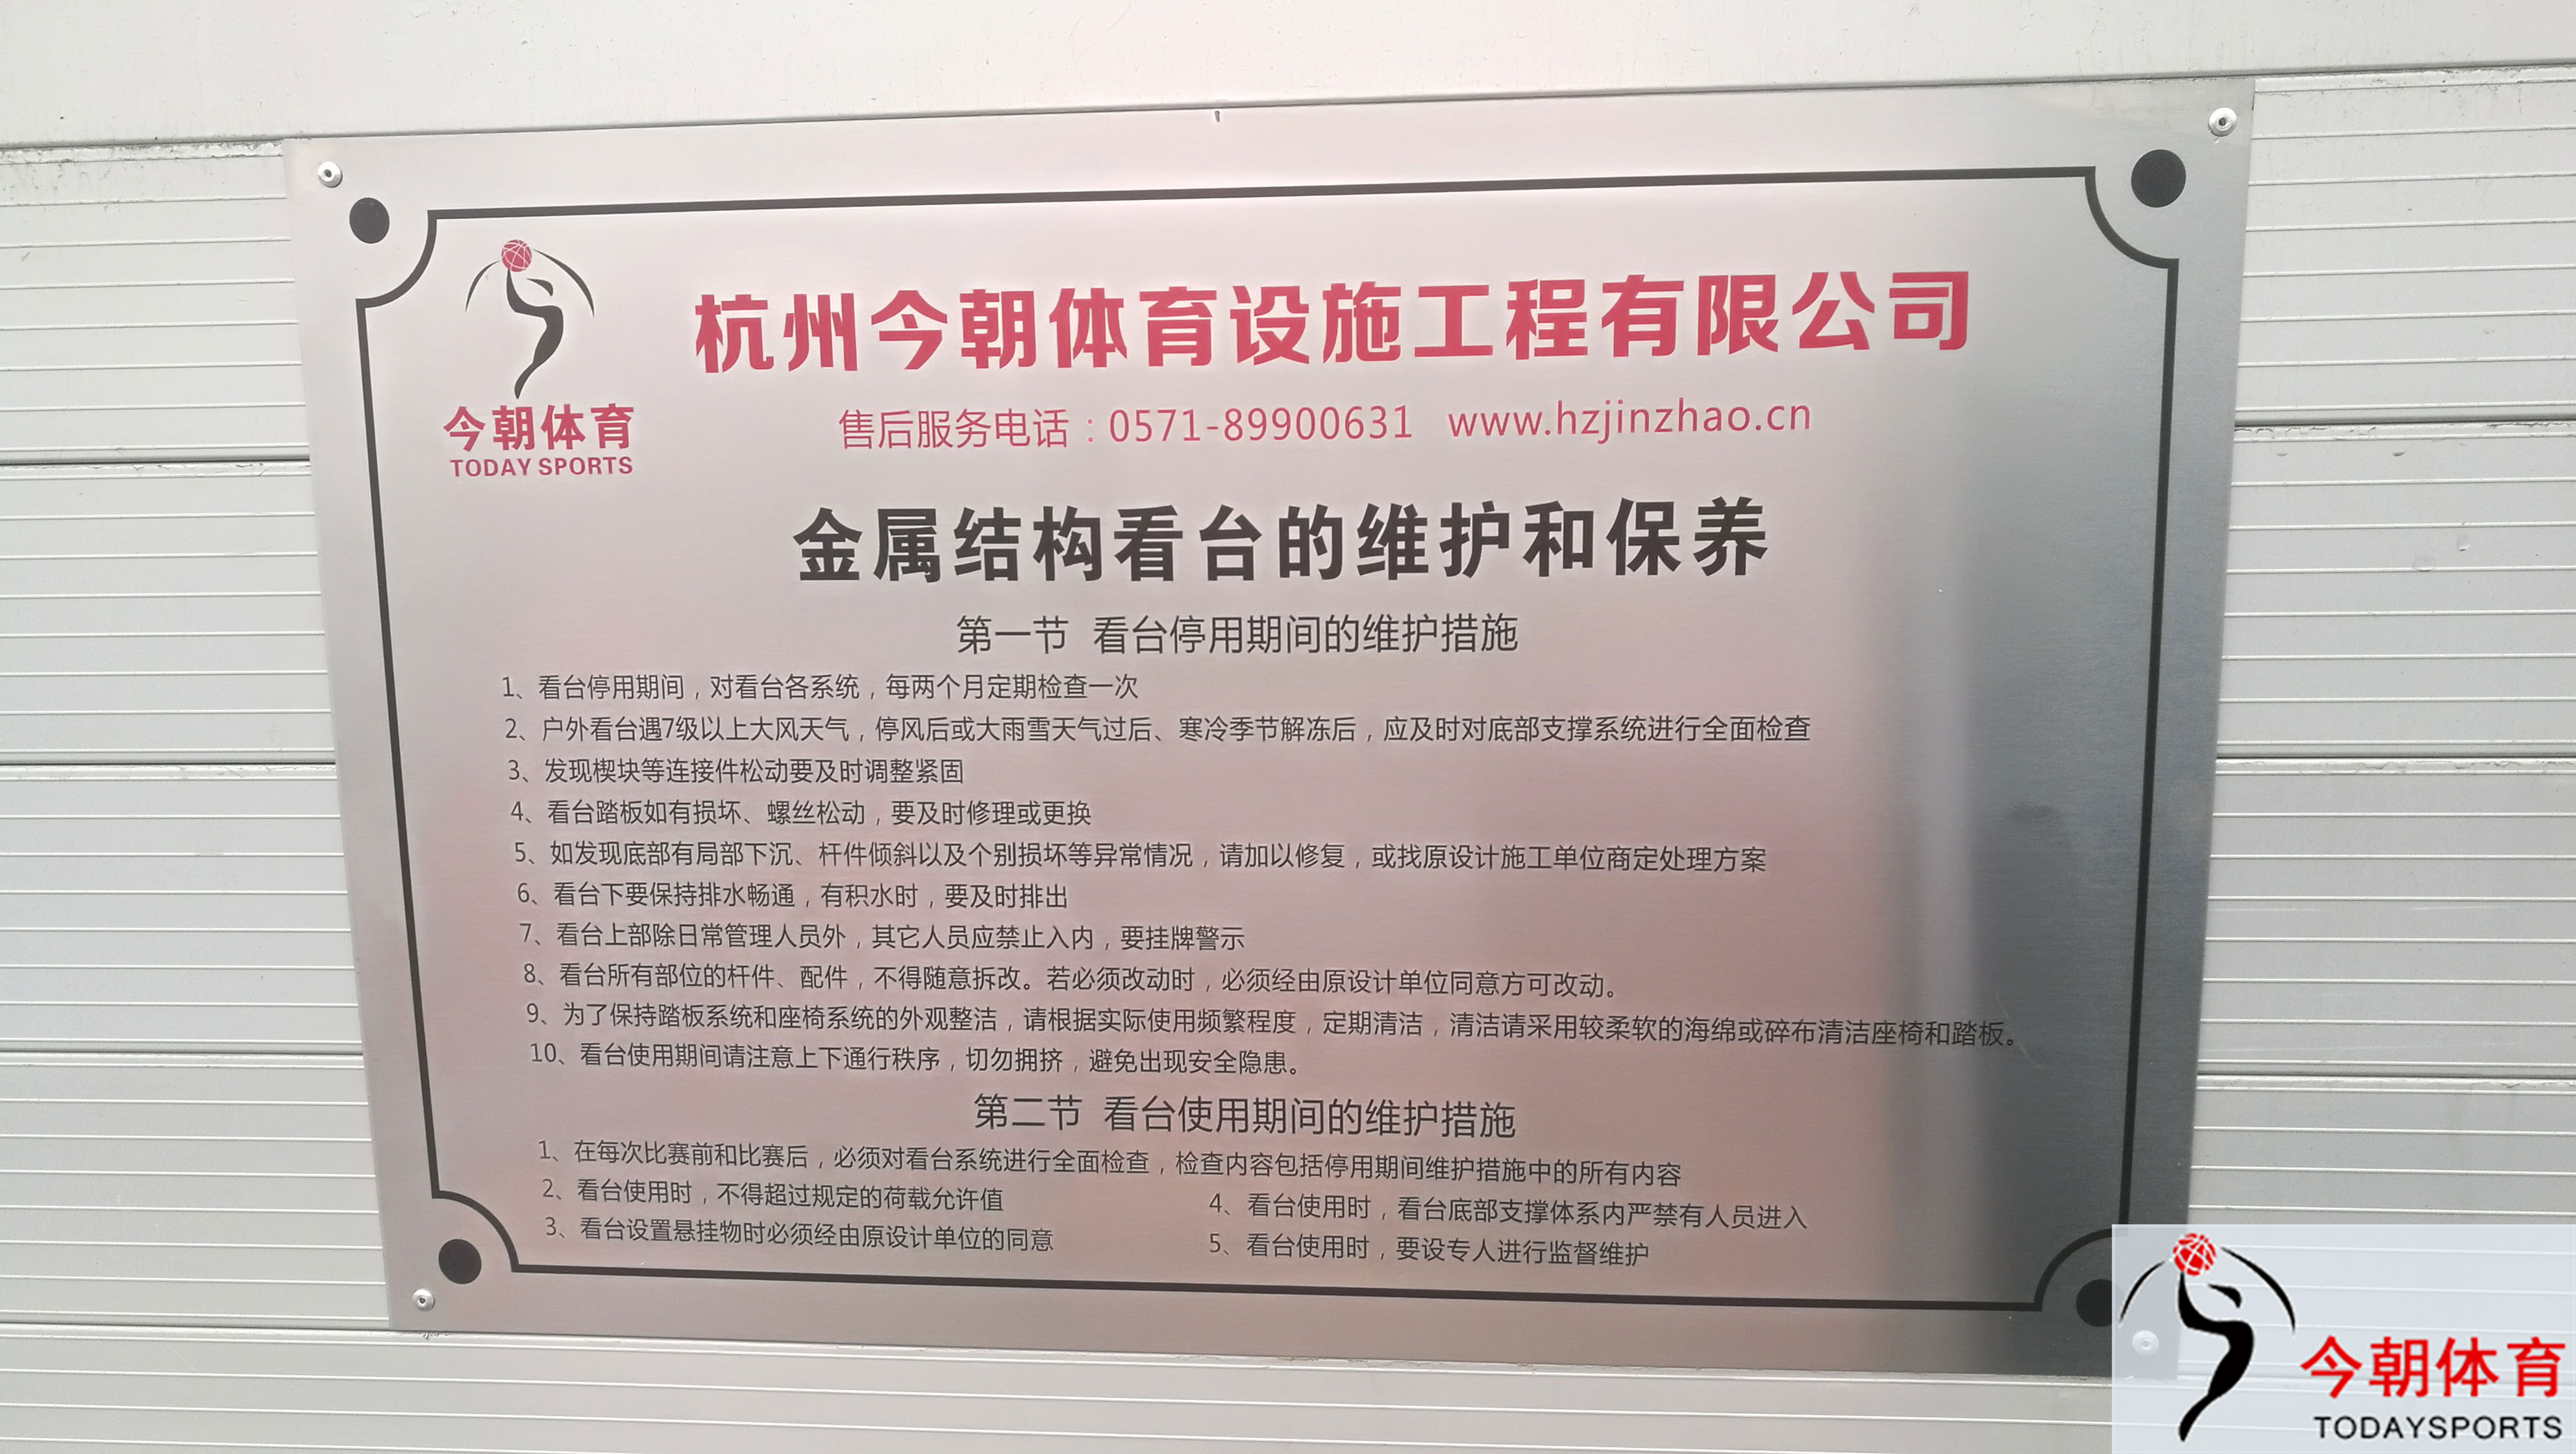 杭州今朝体育设施工程有限公司
今朝体育
TODAY SPORTS
售后服务电话：0571-89900631 www.hzjinzhao.cn
金属结构看台的维护和保养
第一节 看台停用期间的维护措施
1、看台停用期间，对看台各系统，每两个月定期检查一次
2、户外看台遇7级以上大风天气，停风后或大雨雪天气过后、寒冷季节解冻后，应及时对底部支撑系统进行全面检查
3、发现楔块等连接件松动要及时调整紧固
4、看台踏板如有损坏、螺丝松动，要及时修理或更换
5、如发现底部有局部下沉、杆件倾斜以及个别损坏等异常情况，请加以修复，或找原设计施工单位商定处理方案
6、看台下要保持排水畅通，有积水时，要及时排出
7、看台上部除日常管理人员外，其它人员应禁止入内，要挂牌警示
8、看台所有部位的杆件、配件，不得随意拆改。若必须改动时，必须经由原设计单位同意方可改动。
9、为了保持踏板系统和座椅系统的外观整洁，请根据实际使用频繁程度，定期清洁，清洁请采用较柔软的海绵或碎布清洁座椅和踏板。
10、看台使用期间请注意上下通行秩序，切勿拥挤，避免出现安全隐患。
第二节 看台使用期间的维护措施
1、在每次比赛前和比赛后，必须对看台系统进行全面检查，检查内容包括停用期间维护措施中的所有内容
2、看台使用时，不得超过规定的荷载允许值
3、看台设置悬挂物时必须经由原设计单位的同意
4、看台使用时，看台底部支撑体系内严禁有人员进入
5、看台使用时，要设专人进行监督维护
今朝体育
TODAYSPORTS